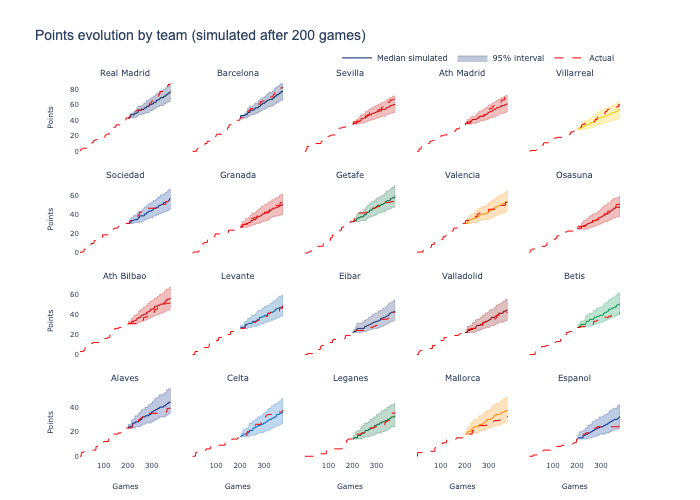 Points evolution by team (simulated after 200 games)
Median simulated 95% interval Actual
Real Madrid Barcelona Sevilla Ath Madrid Villarreal
80
60
40
20
0
Points
Sociedad Granada Getafe Valencia Osasuna
60
40
20
0
Points
Ath Bilbao Levante Eibar Valladolid Betis
60
40
20
0
Points
Alaves Celta Leganes Mallorca Espanol
40
20
0
Points
100 200 300 100 200 300 100 200 300 100 200 300 100 200 300
Games Games Games Games Games